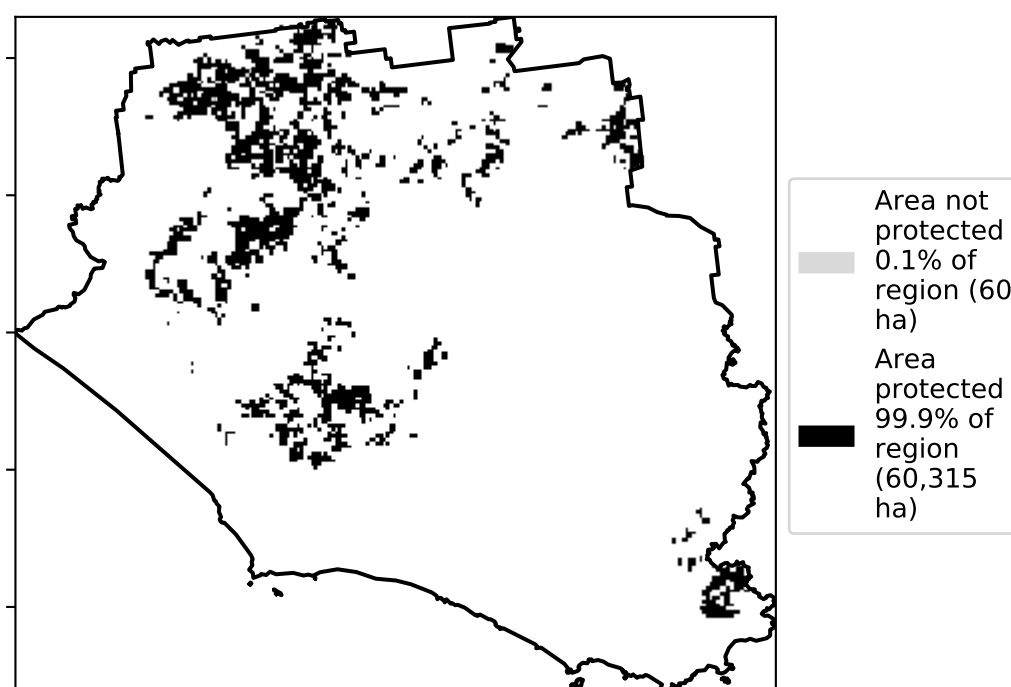 Area not
protected
0.1% of
region (60
ha)
Area
protected
99.9% of
region
(60,315
ha)